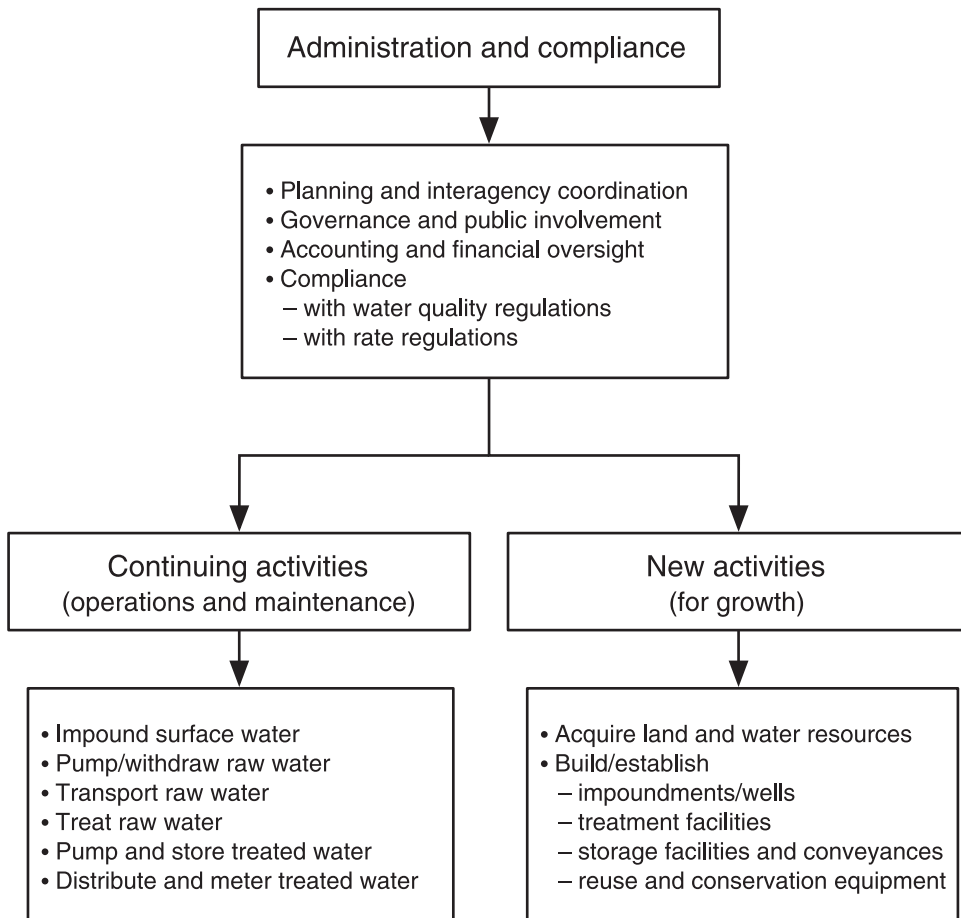 Administration and compliance
• Planning and interagency coordination
• Governance and public involvement
• Accounting and financial oversight
• Compliance
– with water quality regulations
– with rate regulations
Continuing activities
(operations and maintenance)
• Impound surface water
• Pump/withdraw raw water
• Transport raw water
• Treat raw water
• Pump and store treated water
• Distribute and meter treated water
New activities
(for growth)
• Acquire land and water resources
• Build/establish
– impoundments/wells
– treatment facilities
– storage facilities and conveyances
– reuse and conservation equipment